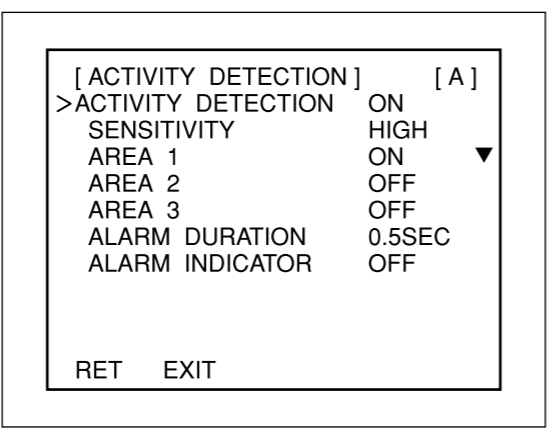 [ ACTIVITY DETECTION ] [ A ]
>ACTIVITY DETECTION ON
SENSITIVITY HIGH
AREA 1 ON ▼
AREA 2 OFF
AREA 3 OFF
ALARM DURATION 0.5SEC
ALARM INDICATOR OFF
RET EXIT